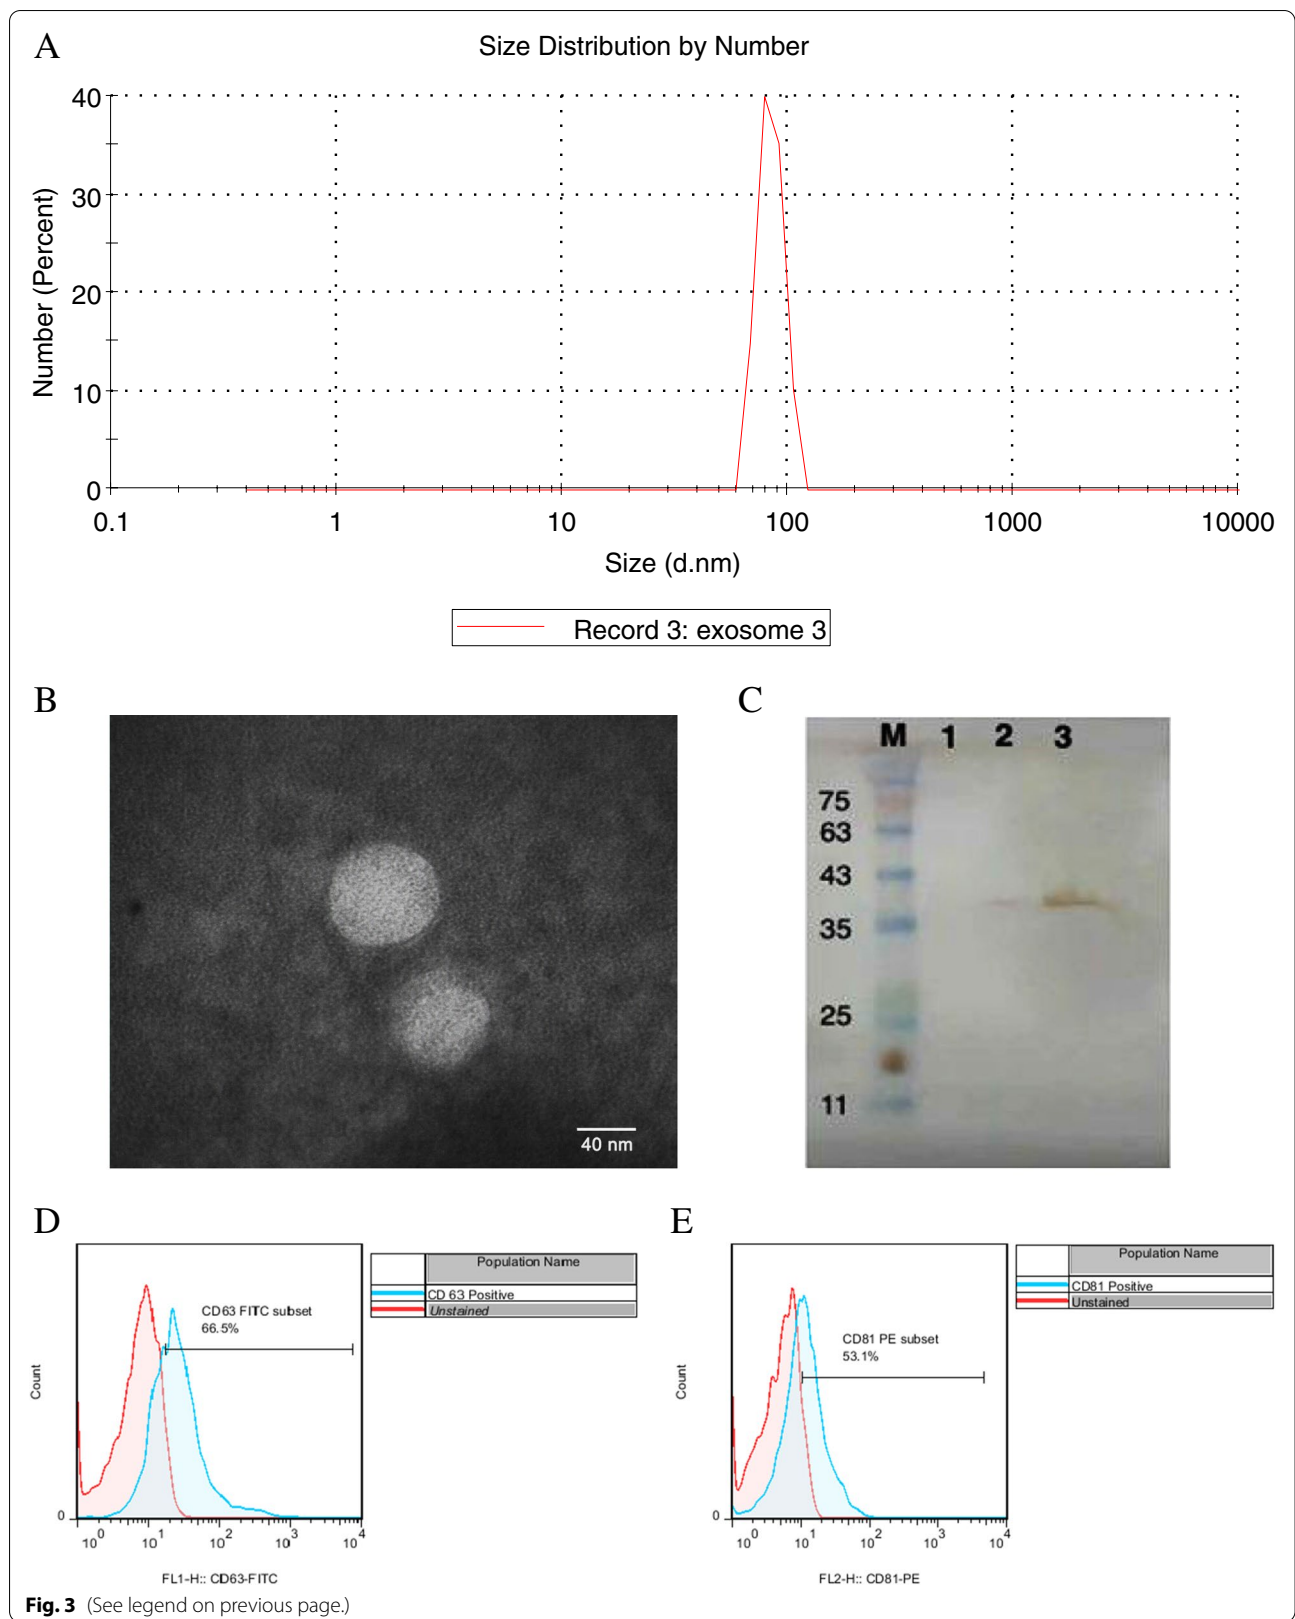 A
Size Distribution by Number
40
30
20
10
0
Number (Percent)
0.1 1 10 100 1000 10000
Size (d.nm)
Record 3: exosome 3
B
40 nm
C
M 1 2 3
75
63
43
35
25
11
D
CD63 FITC subset
66.5%
Count
0
10^0 10^1 10^2 10^3 10^4
FL1-H:: CD63-FITC
Population Name
CD 63 Positive
Unstained
E
CD81 PE subset
53.1%
Count
0
10^0 10^1 10^2 10^3 10^4
FL2-H:: CD81-PE
Population Name
CD81 Positive
Unstained
Fig. 3 (See legend on previous page.)